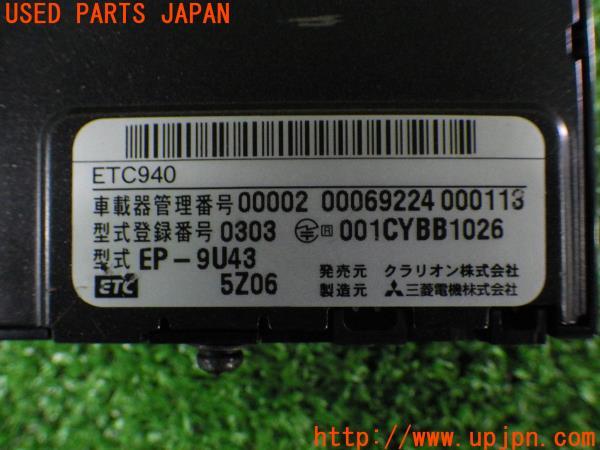 USED PARTS JAPAN
ETC940
車載器管理番号 00002 00069224 000113
型式登録番号 0303 R 001CYBB1026
型式 EP-9U43
ETC 5Z06
発売元 クラリオン株式会社
製造元 三菱電機株式会社
UPJ
http://www.upjpn.com/